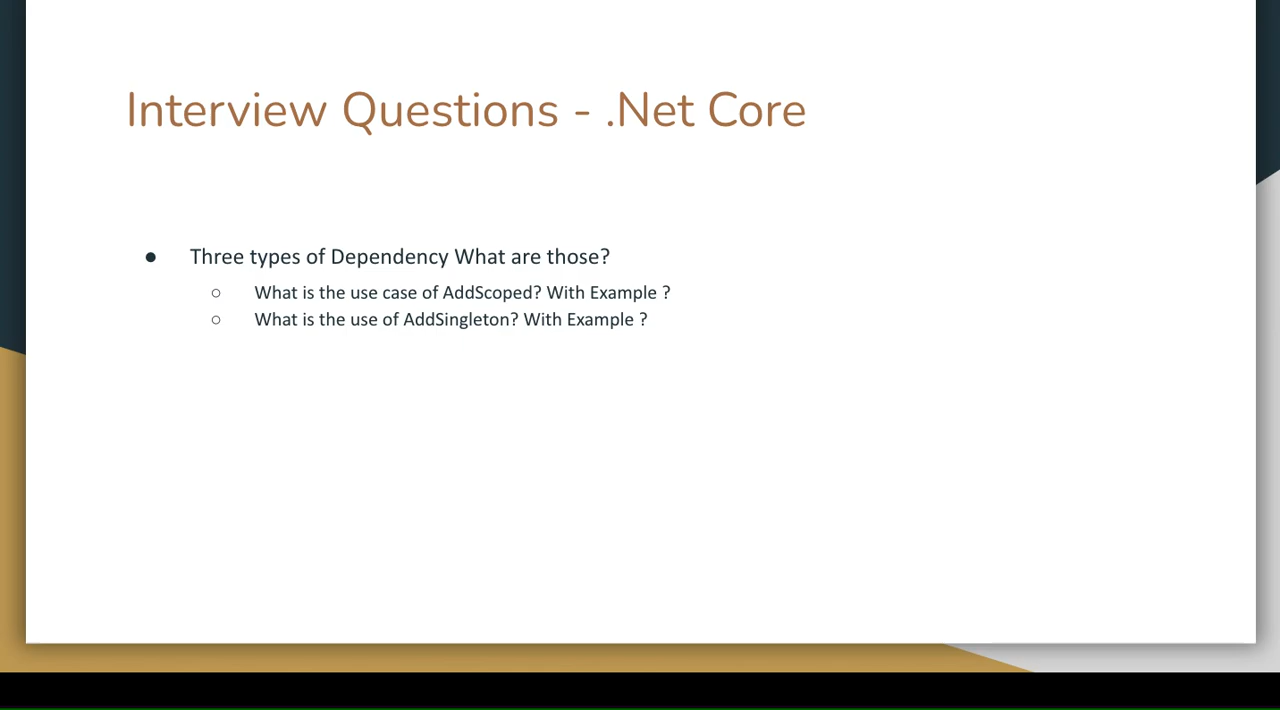 Interview Questions - .Net Core
● Three types of Dependency What are those?
○ What is the use case of AddScoped? With Example ?
○ What is the use of AddSingleton? With Example ?